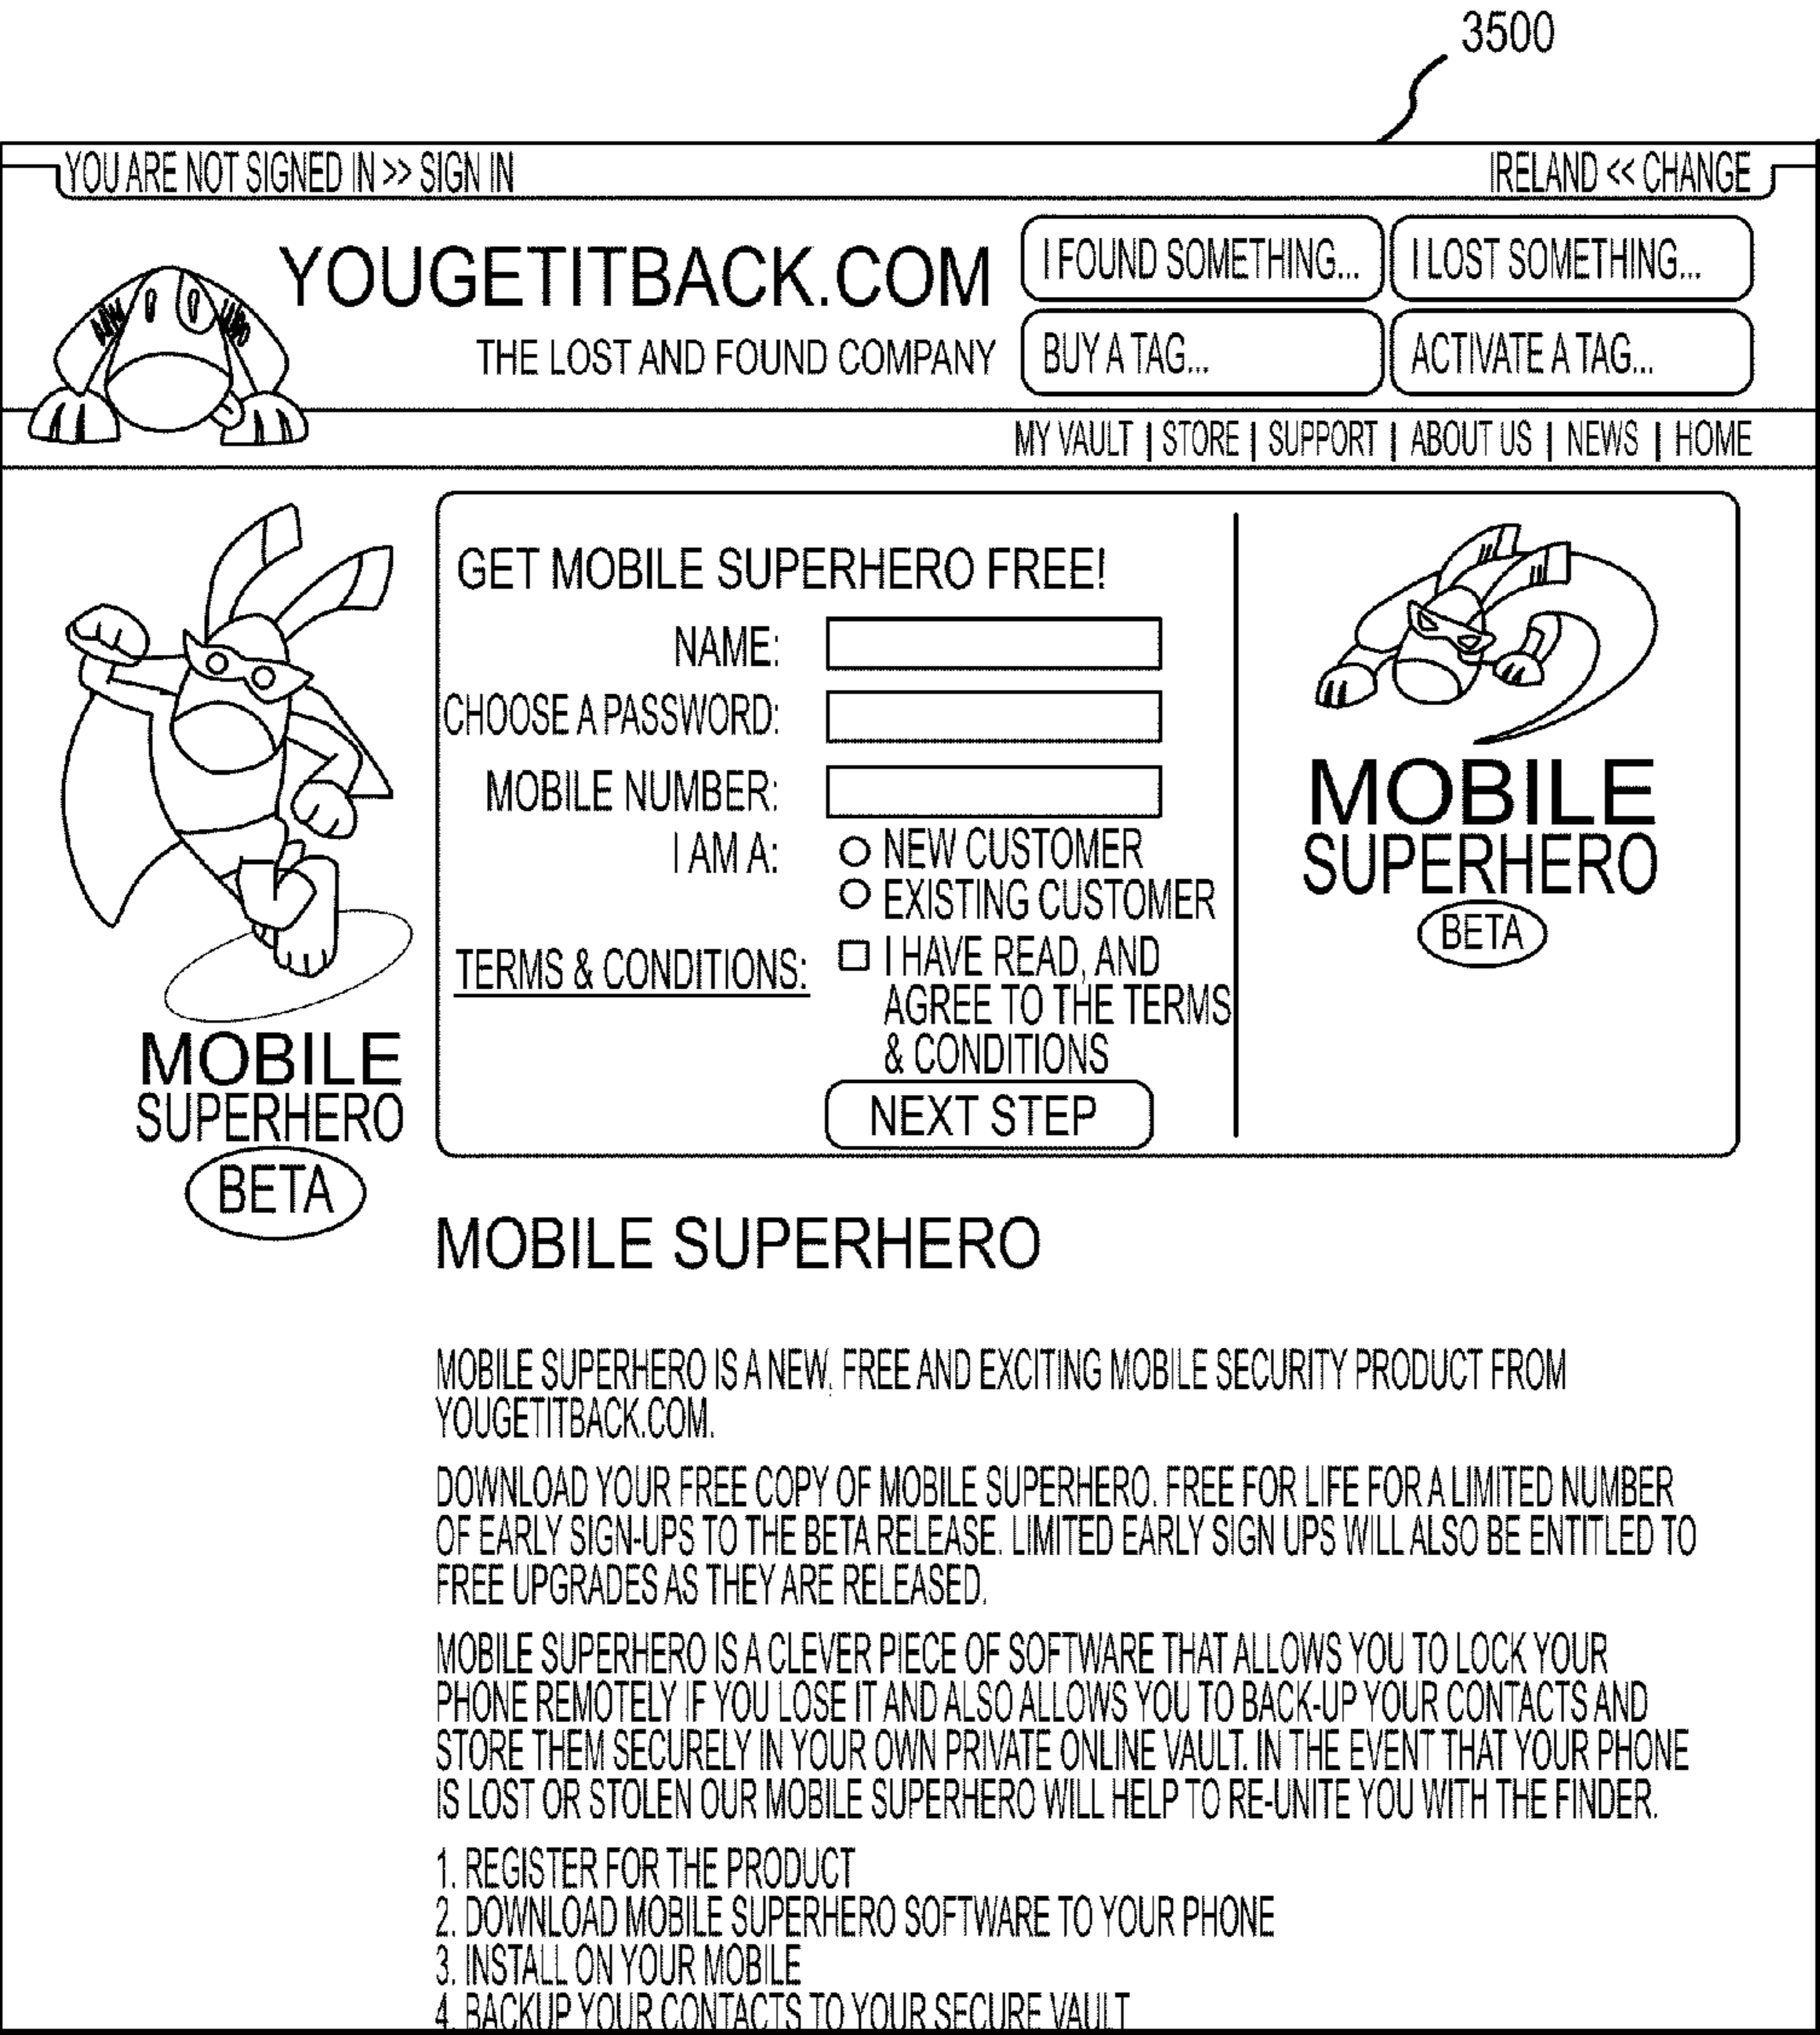 3500
YOU ARE NOT SIGNED IN >> SIGN IN
IRELAND << CHANGE
YOUGETITBACK.COM
THE LOST AND FOUND COMPANY
I FOUND SOMETHING...
I LOST SOMETHING...
BUY A TAG...
ACTIVATE A TAG...
MY VAULT | STORE | SUPPORT | ABOUT US | NEWS | HOME
GET MOBILE SUPERHERO FREE!
NAME:
CHOOSE A PASSWORD:
MOBILE NUMBER:
I AM A:
NEW CUSTOMER
EXISTING CUSTOMER
TERMS & CONDITIONS:
I HAVE READ, AND
AGREE TO THE TERMS
& CONDITIONS
NEXT STEP
MOBILE
SUPERHERO
BETA
MOBILE
SUPERHERO
BETA
MOBILE SUPERHERO
MOBILE SUPERHERO IS A NEW, FREE AND EXCITING MOBILE SECURITY PRODUCT FROM
YOUGETITBACK.COM.
DOWNLOAD YOUR FREE COPY OF MOBILE SUPERHERO. FREE FOR LIFE FOR A LIMITED NUMBER
OF EARLY SIGN-UPS TO THE BETA RELEASE. LIMITED EARLY SIGN UPS WILL ALSO BE ENTITLED TO
FREE UPGRADES AS THEY ARE RELEASED.
MOBILE SUPERHERO IS A CLEVER PIECE OF SOFTWARE THAT ALLOWS YOU TO LOCK YOUR
PHONE REMOTELY IF YOU LOSE IT AND ALSO ALLOWS YOU TO BACK-UP YOUR CONTACTS AND
STORE THEM SECURELY IN YOUR OWN PRIVATE ONLINE VAULT. IN THE EVENT THAT YOUR PHONE
IS LOST OR STOLEN OUR MOBILE SUPERHERO WILL HELP TO RE-UNITE YOU WITH THE FINDER.
1. REGISTER FOR THE PRODUCT
2. DOWNLOAD MOBILE SUPERHERO SOFTWARE TO YOUR PHONE
3. INSTALL ON YOUR MOBILE
4. BACKUP YOUR CONTACTS TO YOUR SECURE VAULT